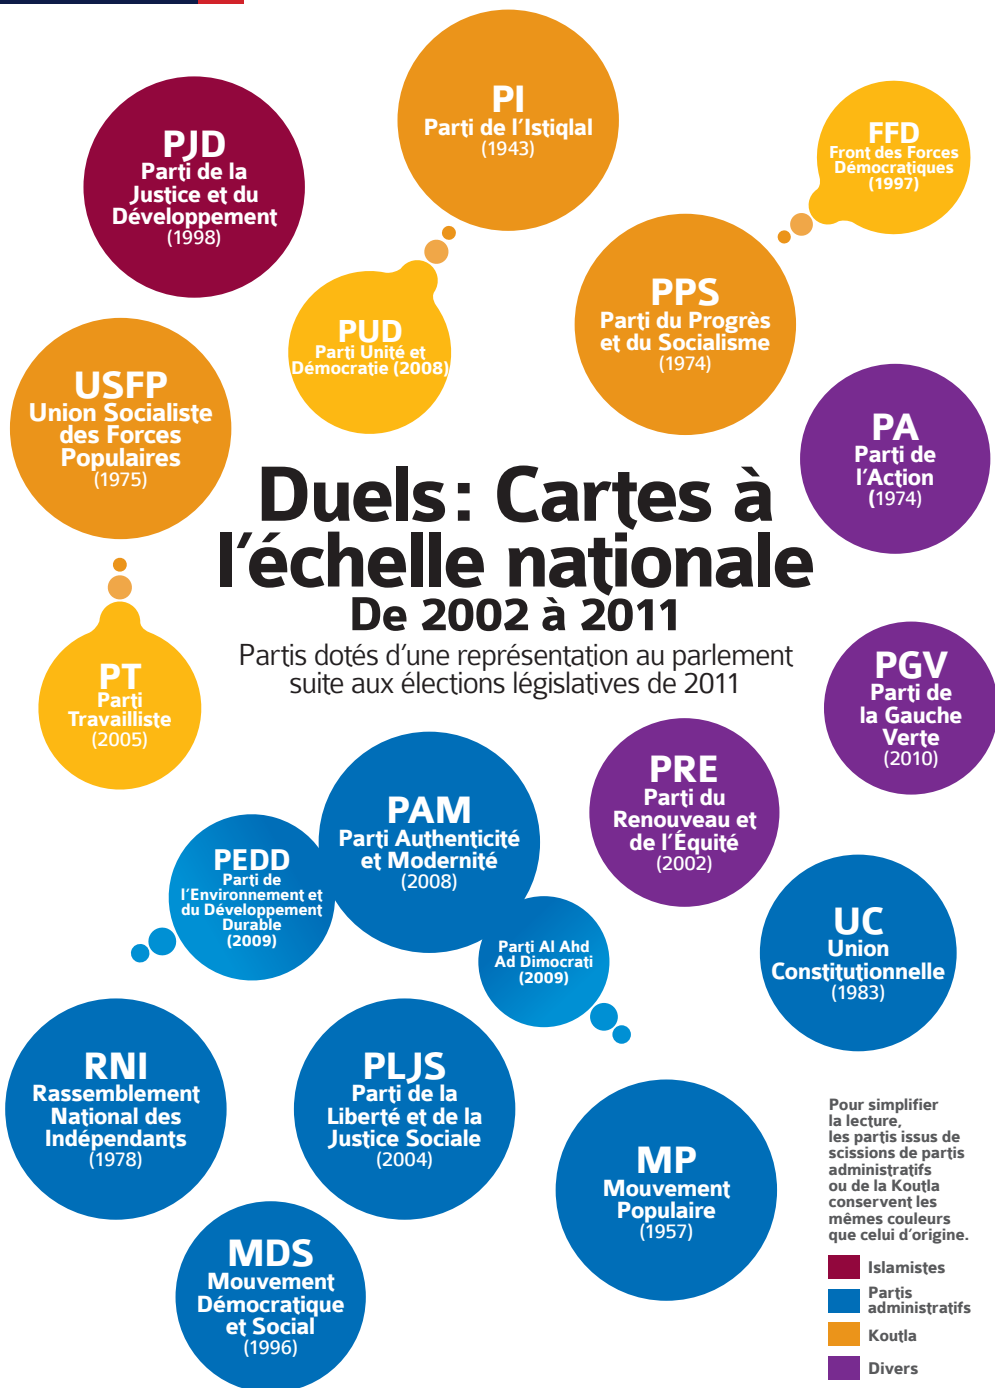 PI
Parti de l'Istiqlal
(1943)
PJD
Parti de la
Justice et du
Développement
(1998)
FFD
Front des Forces
Démocratiques
(1997)
PUD
Parti Unité et
Démocratie (2008)
PPS
Parti du Progrès
et du Socialisme
(1974)
USFP
Union Socialiste
des Forces
Populaires
(1975)
PA
Parti de
l'Action
(1974)
Duels : Cartes à
l'échelle nationale
De 2002 à 2011
Partis dotés d'une représentation au parlement
suite aux élections législatives de 2011
PT
Parti
Travailliste
(2005)
PGV
Parti de
la Gauche
Verte
(2010)
PRE
Parti du
Renouveau et
de l'Équité
(2002)
PAM
Parti Authenticité
et Modernité
(2008)
PEDD
Parti de
l'Environnement et
du Développement
Durable
(2009)
Parti Al Ahd
Ad Dimocrati
(2009)
UC
Union
Constitutionnelle
(1983)
RNI
Rassemblement
National des
Indépendants
(1978)
PLJS
Parti de la
Liberté et de la
Justice Sociale
(2004)
MP
Mouvement
Populaire
(1957)
MDS
Mouvement
Démocratique
et Social
(1996)
Pour simplifier
la lecture,
les partis issus de
scissions de partis
administratifs
ou de la Koutla
conservent les
mêmes couleurs
que celui d'origine.
Islamistes
Partis
administratifs
Koutla
Divers